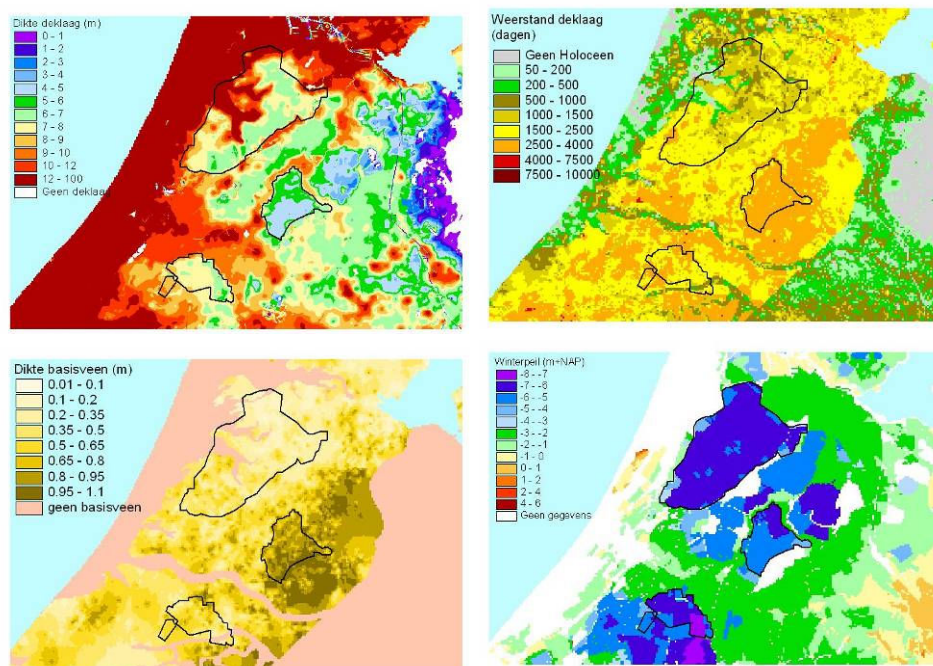 Dikte deklaag
0 - 1
1 - 2
2 - 3
3 - 4
4 - 5
5 - 6
6 - 7
7 - 8
8 - 9
9 - 10
10 - 12
12 - 100
Geen deklaag
Weerstand deklaag
(dagen)
Geen Holoceen
50 - 200
200 - 500
500 - 1000
1000 - 1500
1500 - 2500
2500 - 4000
4000 - 7500
7500 - 10000
Dikte basisveen (m)
0.01 - 0.1
0.1 - 0.2
0.2 - 0.35
0.35 - 0.5
0.5 - 0.65
0.65 - 0.8
0.8 - 0.95
0.95 - 1.1
geen basisveen
Winterpeil (m+NAP)
-8 - -7
-7 - -6
-6 - -5
-5 - -4
-4 - -3
-3 - -2
-2 - -1
-1 - 0
0 - 1
1 - 2
2 - 4
4 - 6
Geen gegevens